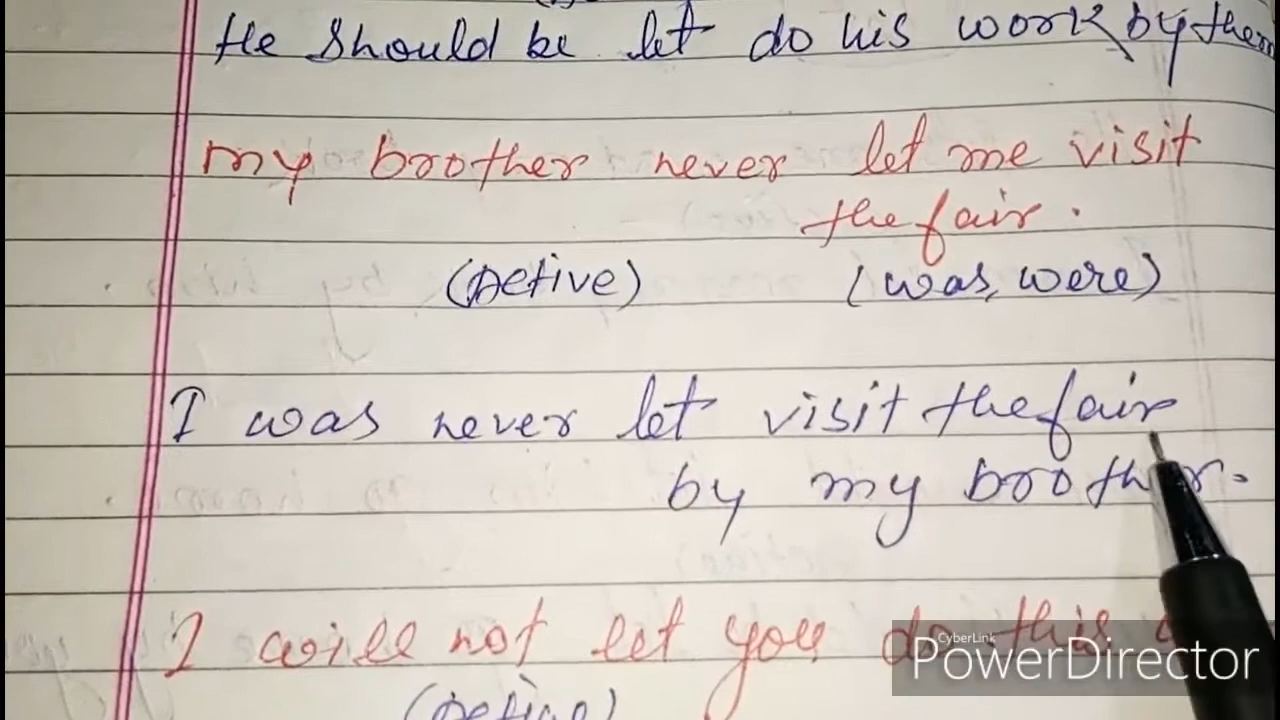 He should be let do his work by them
my brother never let me visit
the fair.
(Active) (was, were)
I was never let visit the fair
by my brother.
I will not let you do this
(Active)
CyberLink
PowerDirector